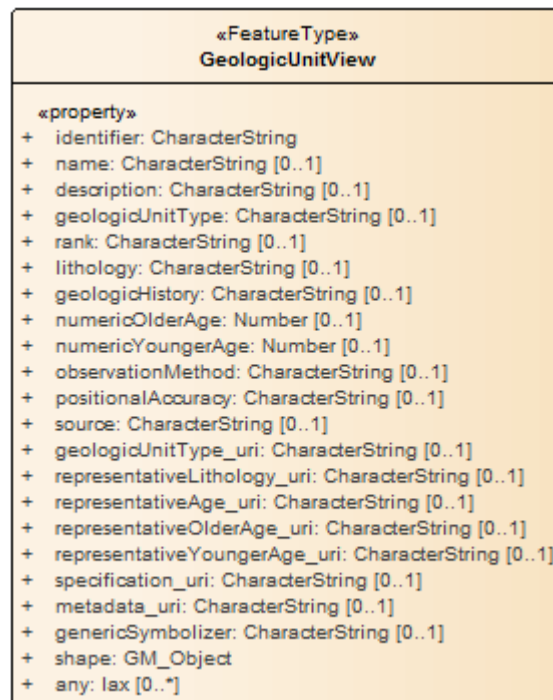 «FeatureType»
GeologicUnitView
«property»
+ identifier: CharacterString
+ name: CharacterString [0..1]
+ description: CharacterString [0..1]
+ geologicUnitType: CharacterString [0..1]
+ rank: CharacterString [0..1]
+ lithology: CharacterString [0..1]
+ geologicHistory: CharacterString [0..1]
+ numericOlderAge: Number [0..1]
+ numericYoungerAge: Number [0..1]
+ observationMethod: CharacterString [0..1]
+ positionalAccuracy: CharacterString [0..1]
+ source: CharacterString [0..1]
+ geologicUnitType_uri: CharacterString [0..1]
+ representativeLithology_uri: CharacterString [0..1]
+ representativeAge_uri: CharacterString [0..1]
+ representativeOlderAge_uri: CharacterString [0..1]
+ representativeYoungerAge_uri: CharacterString [0..1]
+ specification_uri: CharacterString [0..1]
+ metadata_uri: CharacterString [0..1]
+ genericSymbolizer: CharacterString [0..1]
+ shape: GM_Object
+ any: lax [0..*]